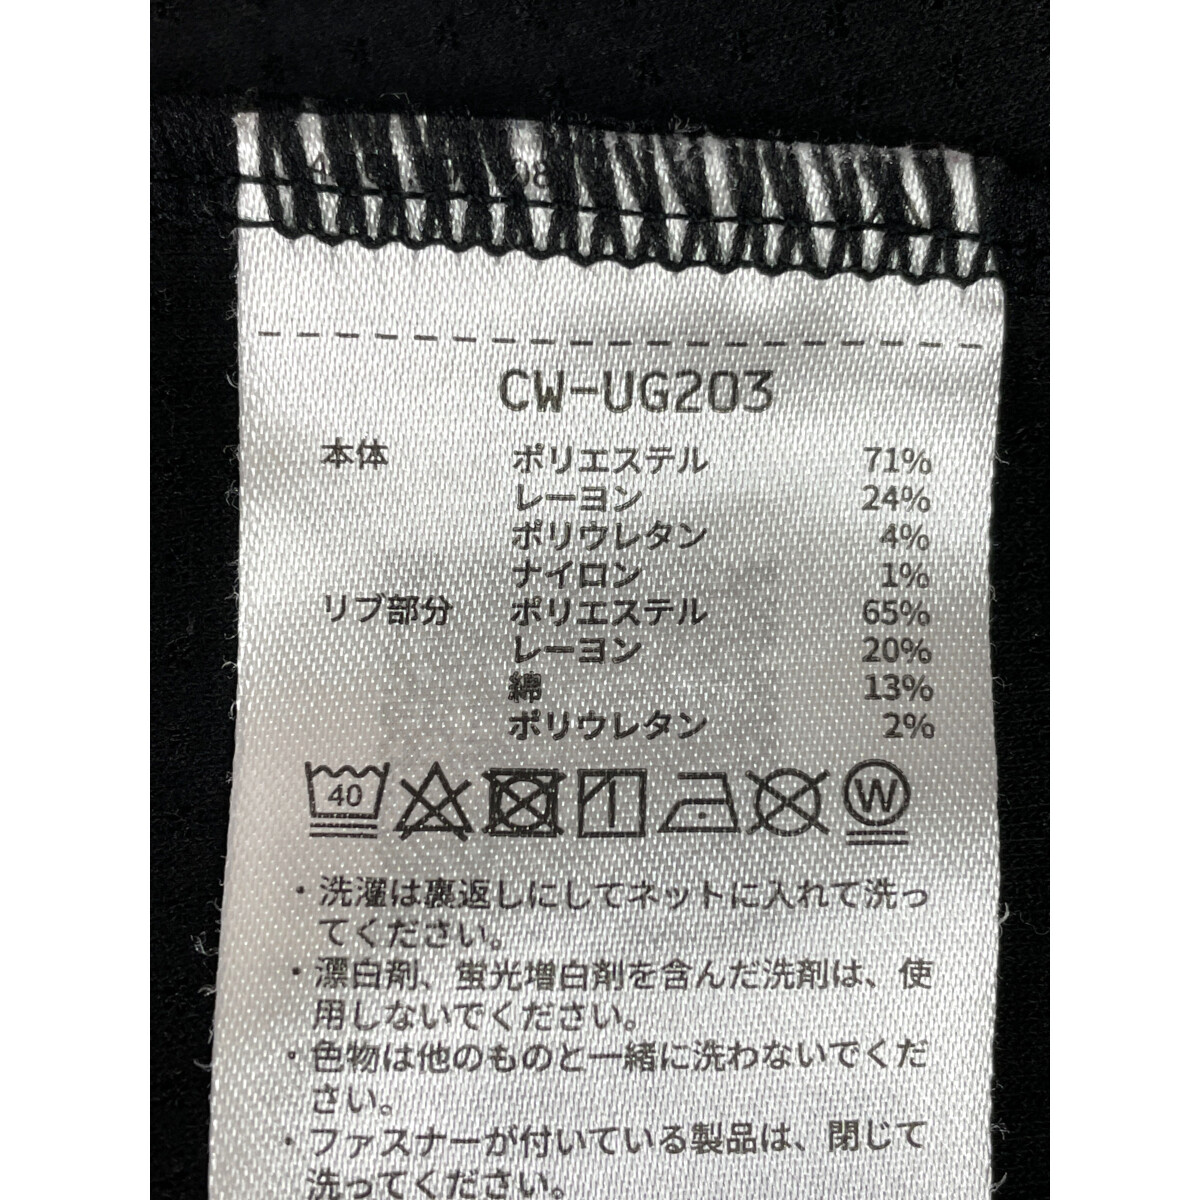 CW-UG203
本体 ポリエステル 71%
レーヨン 24%
ポリウレタン 4%
ナイロン 1%
リブ部分 ポリエステル 65%
レーヨン 20%
綿 13%
ポリウレタン 2%
40 W
・洗濯は裏返しにしてネットに入れて洗っ
てください。
・漂白剤、蛍光増白剤を含んだ洗剤は、使
用しないでください。
・色物は他のものと一緒に洗わないでくだ
さい。
・ファスナーが付いている製品は、閉じて
洗ってください。